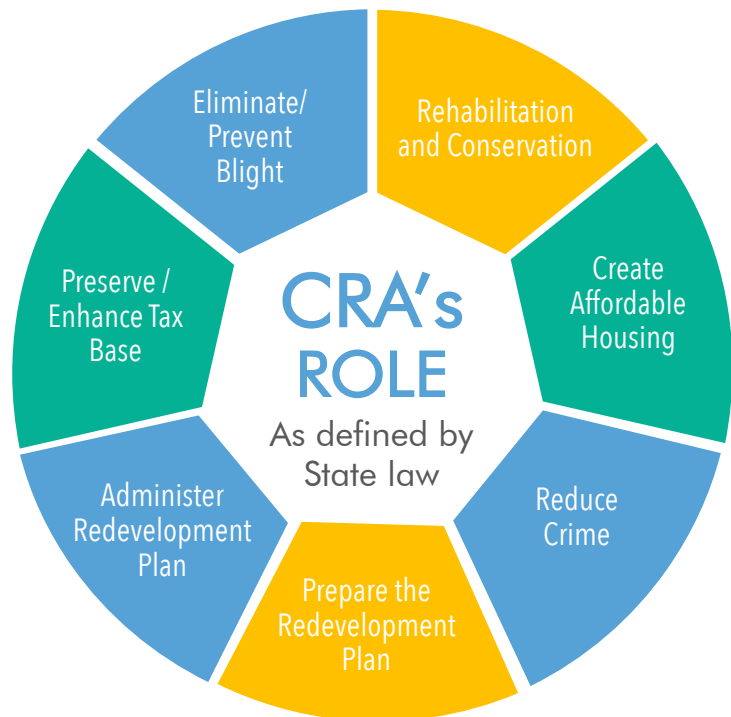 CRA's
ROLE
As defined by
State law
Rehabilitation
and Conservation
Create
Affordable
Housing
Reduce
Crime
Prepare the
Redevelopment
Plan
Administer
Redevelopment
Plan
Preserve /
Enhance Tax
Base
Eliminate/
Prevent
Blight